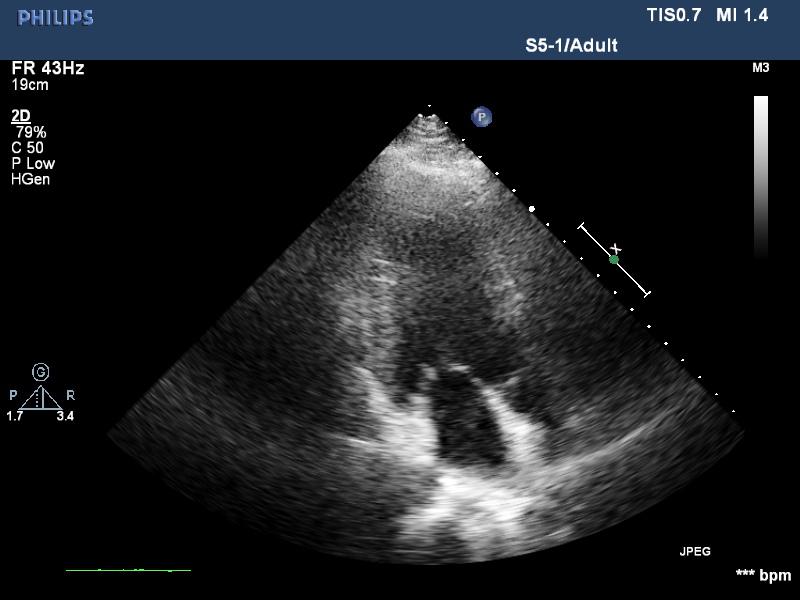 PHILIPS
TIS0.7 MI 1.4
S5-1/Adult
FR 43Hz
19cm
M3
2D
79%
C 50
P Low
HGen
P
X
G
P R
1.7 3.4
JPEG
*** bpm